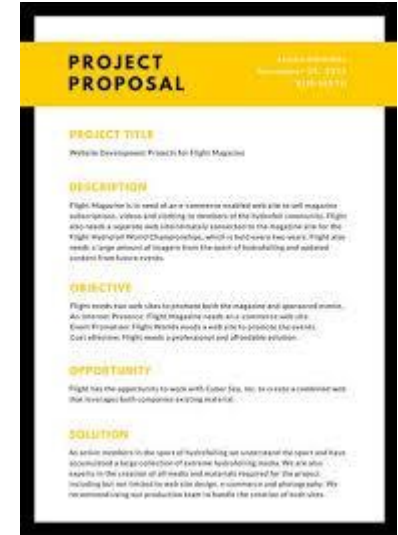 PROJECT
PROPOSAL
PROJECT TITLE
Website Development Projects for Flight Magazine
DESCRIPTION
Flight Magazine is in need of an e-commerce enabled web site to sell magazine
subscriptions, videos and clothing to members of the hydrofoil community. Flight
also needs a separate web site intimately connected to the magazine site for the
Flight Hydrofoil World Championships, which is held every two years. Flight also
needs a large amount of imagery from the sport of hydrofoiling and updated
content from future events.
OBJECTIVE
Flight needs two web sites to promote both the magazine and sponsored events.
An Internet Presence: Flight Magazine needs an e-commerce web site.
Event Promotion: Flight Worlds needs a web site to promote the events.
Cost effective: Flight needs a professional and affordable solution.
OPPORTUNITY
Flight has the opportunity to work with Cyber Sea, Inc. to create a combined web
that leverages both companies existing material.
SOLUTION
As active members in the sport of hydrofoiling we understand the sport and have
accumulated a large collection of extreme hydrofoiling media. We are also
experts in the creation of all media and materials required for the project
including but not limited to web site design, e-commerce and photography. We
recommend using our production team to handle the creation of both sites.